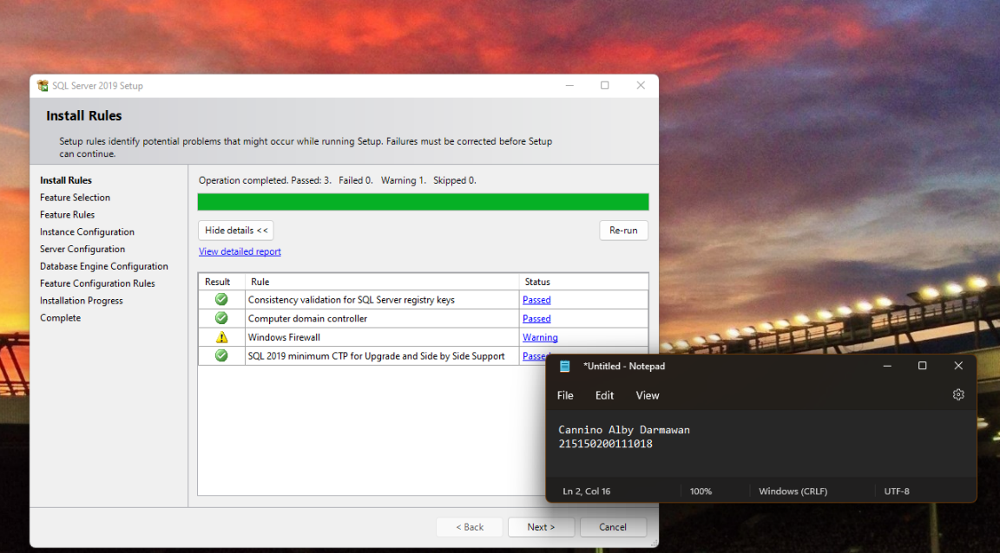 SQL Server 2019 Setup
Install Rules
Setup rules identify potential problems that might occur while running Setup. Failures must be corrected before Setup
can continue.
Install Rules
Feature Selection
Feature Rules
Instance Configuration
Server Configuration
Database Engine Configuration
Feature Configuration Rules
Installation Progress
Complete
Operation completed. Passed: 3. Failed 0. Warning 1. Skipped 0.
Hide details << Re-run
View detailed report
Result Rule Status
Consistency validation for SQL Server registry keys Passed
Computer domain controller Passed
Windows Firewall Warning
SQL 2019 minimum CTP for Upgrade and Side by Side Support Passed
*Untitled - Notepad
File Edit View
Cannino Alby Darmawan
215150200111018
Ln 2, Col 16 100% Windows (CRLF) UTF-8
< Back Next > Cancel